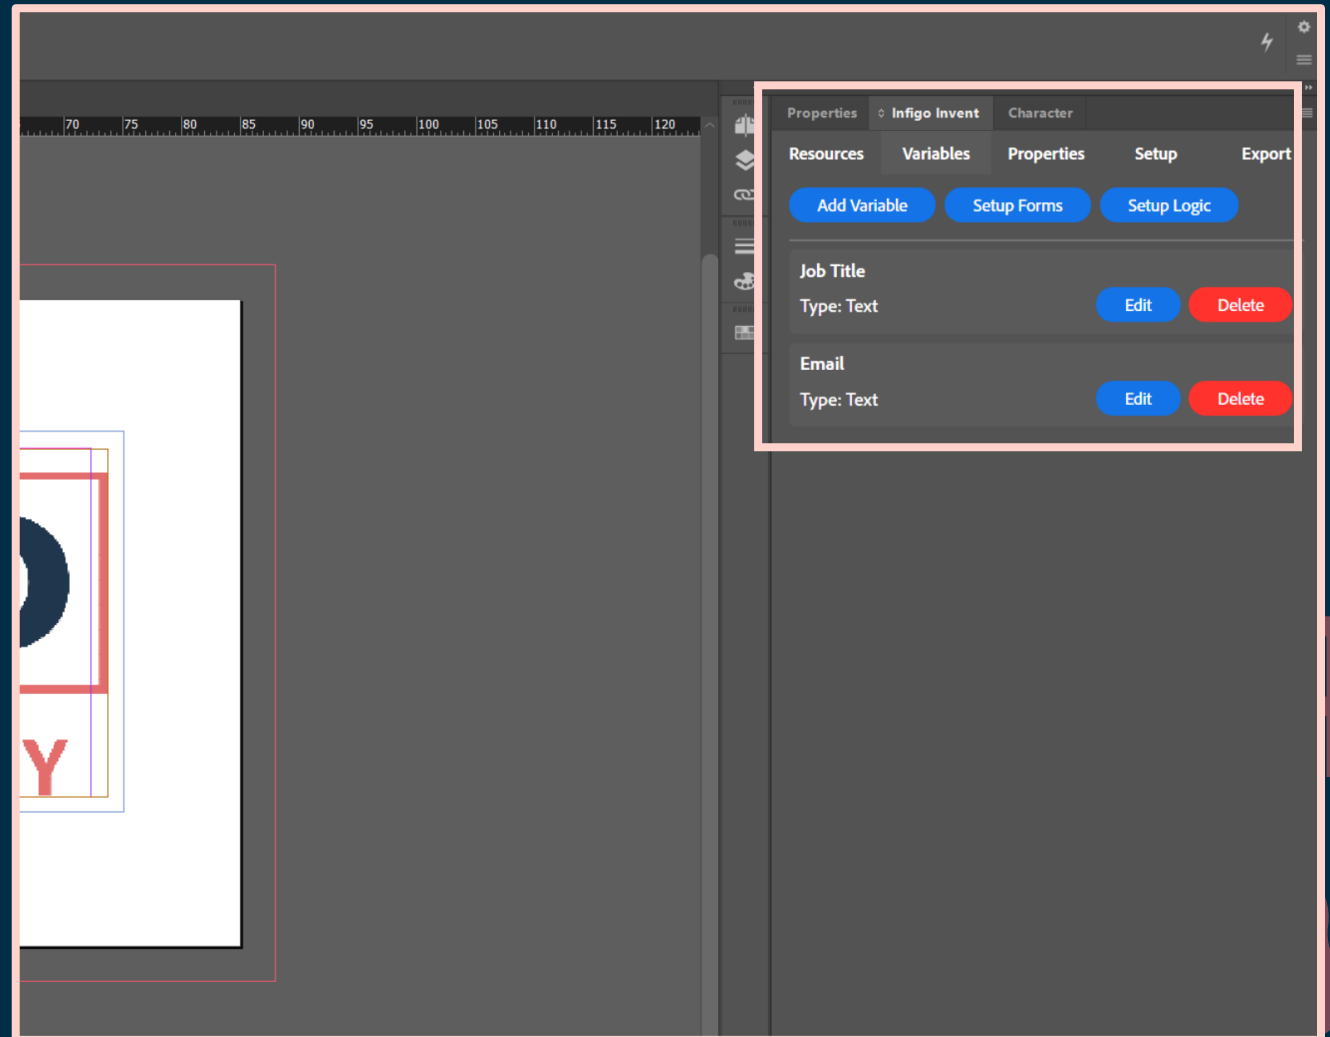 Properties Infigo Invent Character
70 75 80 85 90 95 100 105 110 115 120
Resources Variables Properties Setup Export
Add Variable Setup Forms Setup Logic
Job Title
Type: Text Edit Delete
Email
Type: Text Edit Delete
Y